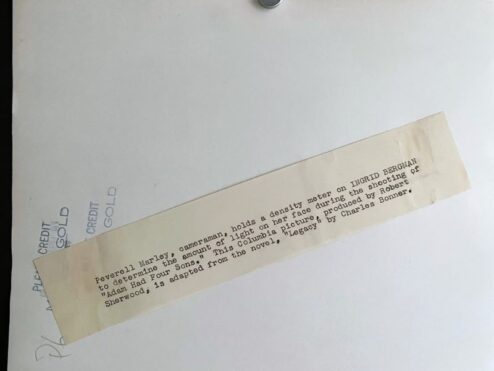 Peverell Marley, cameraman, holds a density meter on INGRID BERGMAN
to determine the amount of light on her face during the shooting of
"Adam Had Four Sons." This Columbia picture, produced by Robert
Sherwood, is adapted from the novel, "Legacy" by Charles Bonner.
CREDIT
GOLD
CREDIT
GOLD